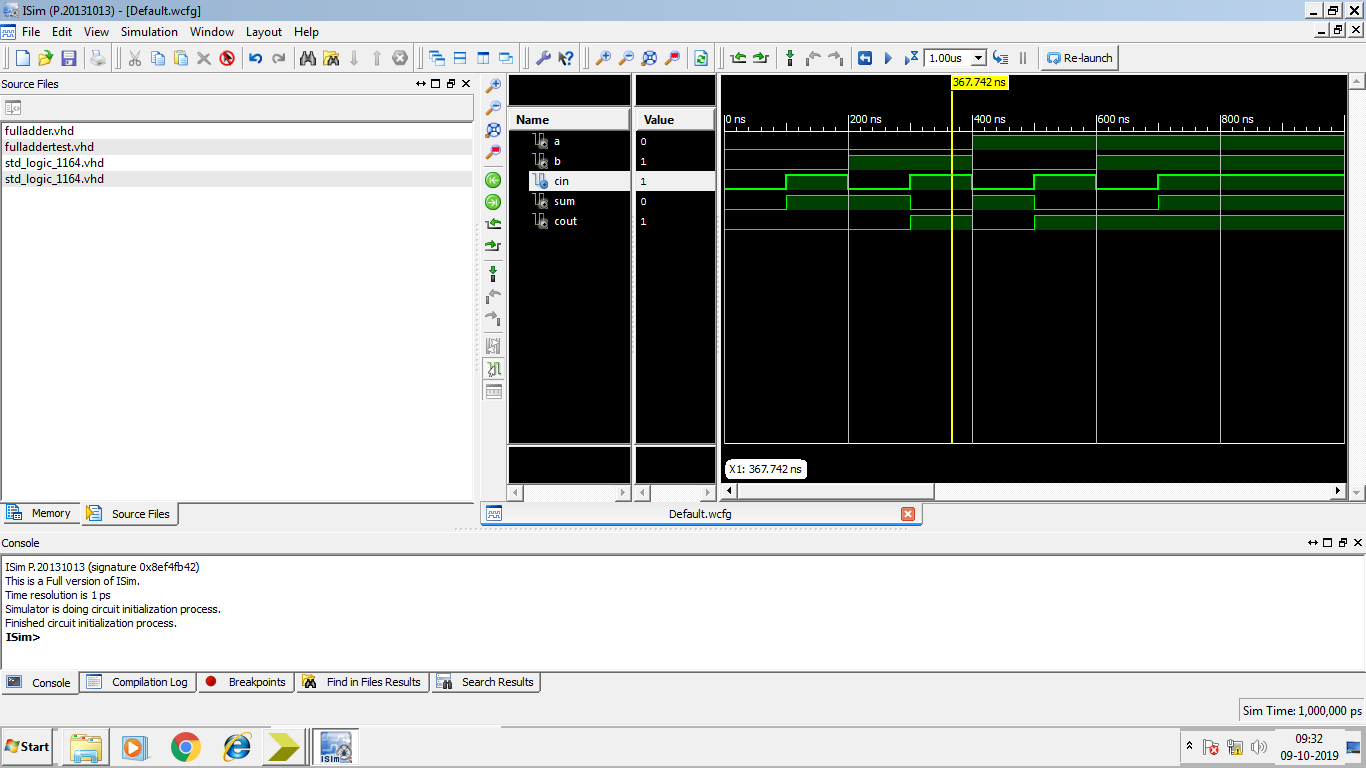 ISim (P.20131013) - [Default.wcfg]
File Edit View Simulation Window Layout Help
1.00us Re-launch
Source Files
fulladder.vhd
fulladdertest.vhd
std_logic_1164.vhd
std_logic_1164.vhd
Memory Source Files
Name Value
a 0
b 1
cin 1
sum 0
cout 1
367.742 ns
0 ns 200 ns 400 ns 600 ns 800 ns
X1: 367.742 ns
Default.wcfg
Console
ISim P.20131013 (signature 0x8ef4fb42)
This is a Full version of ISim.
Time resolution is 1 ps
Simulator is doing circuit initialization process.
Finished circuit initialization process.
ISim>
Console Compilation Log Breakpoints Find in Files Results Search Results
Sim Time: 1,000,000 ps
Start ISim 09:32
09-10-2019